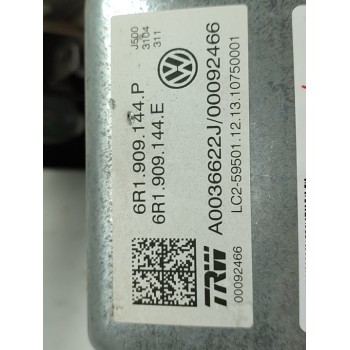 J500
3104
311
6R1.909.144.P
6R1.909.144.E
A0036622J/00092466
LC2-59501.12.13.10750001
TRW
00092466